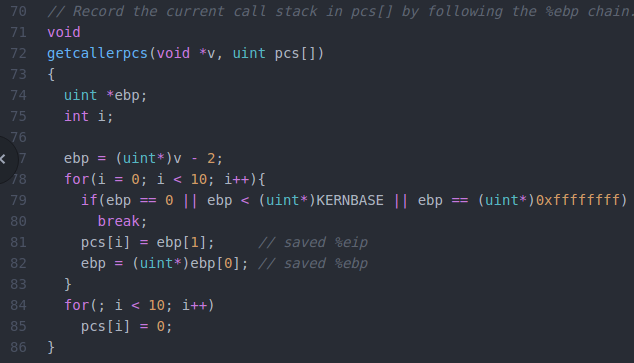 70 // Record the current call stack in pcs[] by following the %ebp chain.
71 void
72 getcallerpcs(void *v, uint pcs[])
73 {
74 uint *ebp;
75 int i;
76
7 ebp = (uint*)v - 2;
78 for(i = 0; i < 10; i++){
79 if(ebp == 0 || ebp < (uint*)KERNBASE || ebp == (uint*)0xffffffff)
80 break;
81 pcs[i] = ebp[1]; // saved %eip
82 ebp = (uint*)ebp[0]; // saved %ebp
83 }
84 for(; i < 10; i++)
85 pcs[i] = 0;
86 }